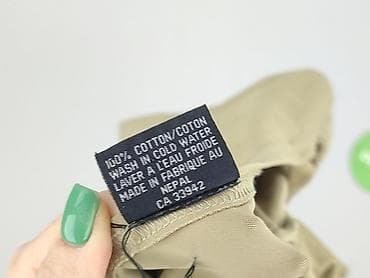 100% COTTON/COTON
WASH IN COLD WATER
LAVER A L'EAU FROIDE
MADE IN FABRIQUE AU
NEPAL
CA 33942